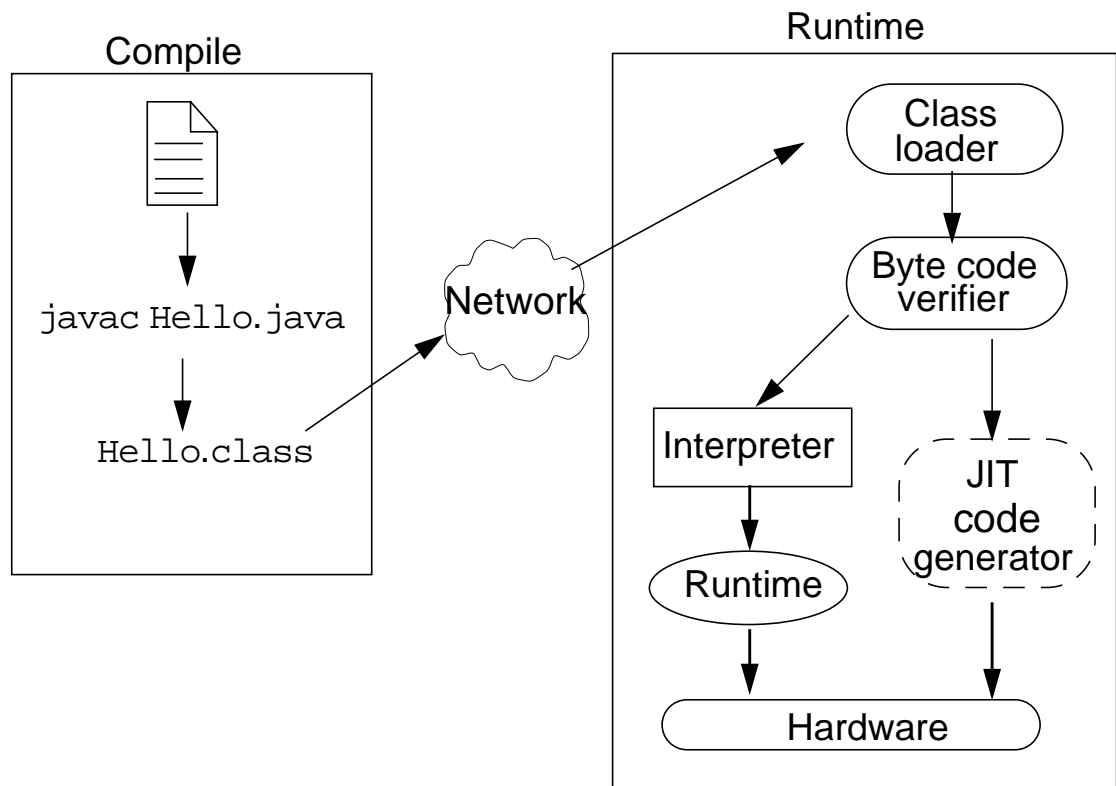 Compile
javac Hello.java
Hello.class
Network
Runtime
Class
loader
Byte code
verifier
Interpreter
JIT
code
generator
Runtime
Hardware